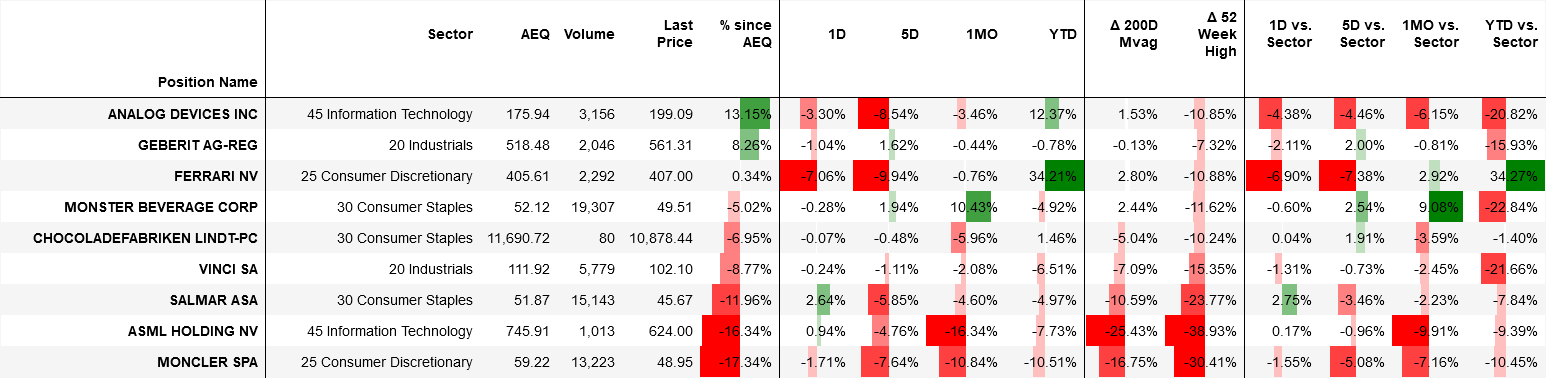 Position Name Sector AEQ Volume Last Price % since AEQ 1D 5D 1MO YTD Δ 200D Mvag Δ 52 Week High 1D vs. Sector 5D vs. Sector 1MO vs. Sector YTD vs. Sector
ANALOG DEVICES INC 45 Information Technology 175.94 3,156 199.09 13.15% -3.30% -8.54% -3.46% 12.37% 1.53% -10.85% -4.38% -4.46% -6.15% -20.82%
GEBERIT AG-REG 20 Industrials 518.48 2,046 561.31 8.26% -1.04% 1.62% -0.44% -0.78% -0.13% -7.32% -2.11% 2.00% -0.81% -15.93%
FERRARI NV 25 Consumer Discretionary 405.61 2,292 407.00 0.34% -7.06% -9.94% -0.76% 34.21% 2.80% -10.88% -6.90% -7.38% 2.92% 34.27%
MONSTER BEVERAGE CORP 30 Consumer Staples 52.12 19,307 49.51 -5.02% -0.28% 1.94% 10.43% -4.92% 2.44% -11.62% -0.60% 2.54% 9.08% -22.84%
CHOCOLADEFABRIKEN LINDT-PC 30 Consumer Staples 11,690.72 80 10,878.44 -6.95% -0.07% -0.48% -5.96% 1.46% -5.04% -10.24% 0.04% 1.91% -3.59% -1.40%
VINCI SA 20 Industrials 111.92 5,779 102.10 -8.77% -0.24% -1.11% -2.08% -6.51% -7.09% -15.35% -1.31% -0.73% -2.45% -21.66%
SALMAR ASA 30 Consumer Staples 51.87 15,143 45.67 -11.96% 2.64% -5.85% -4.60% -4.97% -10.59% -23.77% 2.75% -3.46% -2.23% -7.84%
ASML HOLDING NV 45 Information Technology 745.91 1,013 624.00 -16.34% 0.94% -4.76% -16.34% -7.73% -25.43% -38.93% 0.17% -0.96% -9.91% -9.39%
MONCLER SPA 25 Consumer Discretionary 59.22 13,223 48.95 -17.34% -1.71% -7.64% -10.84% -10.51% -16.75% -30.41% -1.55% -5.08% -7.16% -10.45%